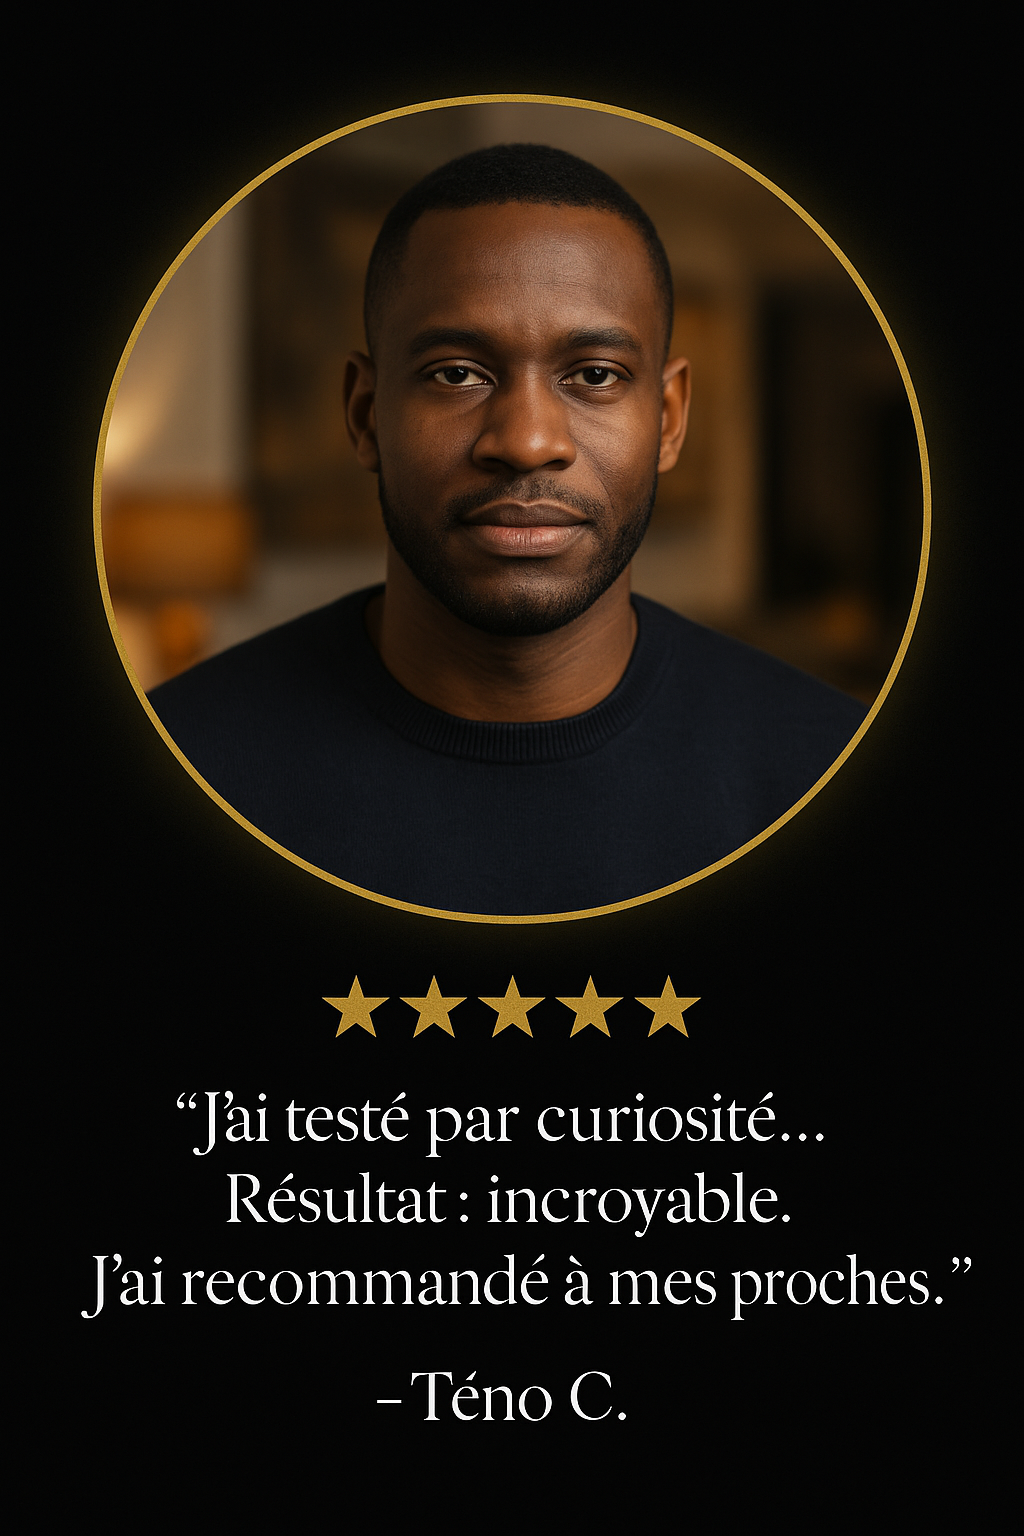 “J’ai testé par curiosité...
Résultat : incroyable.
J’ai recommandé à mes proches.”
– Téno C.